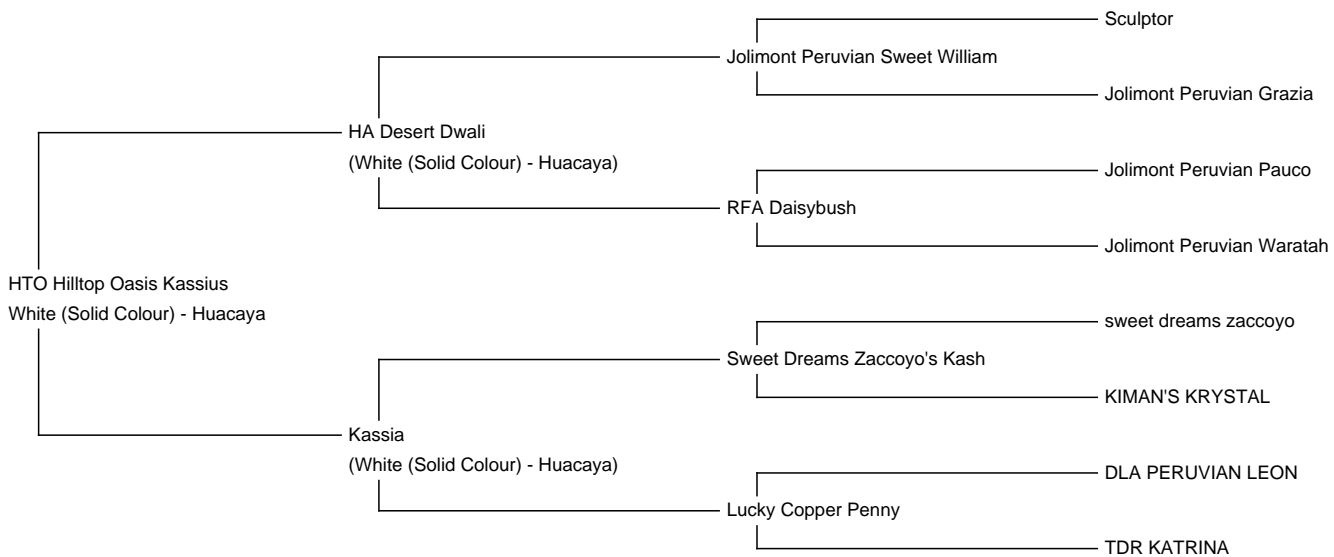 Sculptor
Jolimont Peruvian Sweet William
Jolimont Peruvian Grazia
HA Desert Dwali
(White (Solid Colour) - Huacaya)
Jolimont Peruvian Pauco
RFA Daisybush
Jolimont Peruvian Waratah
HTO Hilltop Oasis Kassius
White (Solid Colour) - Huacaya
sweet dreams zaccoyo
Sweet Dreams Zaccoyo's Kash
KIMAN'S KRYSTAL
Kassia
(White (Solid Colour) - Huacaya)
DLA PERUVIAN LEON
Lucky Copper Penny
TDR KATRINA